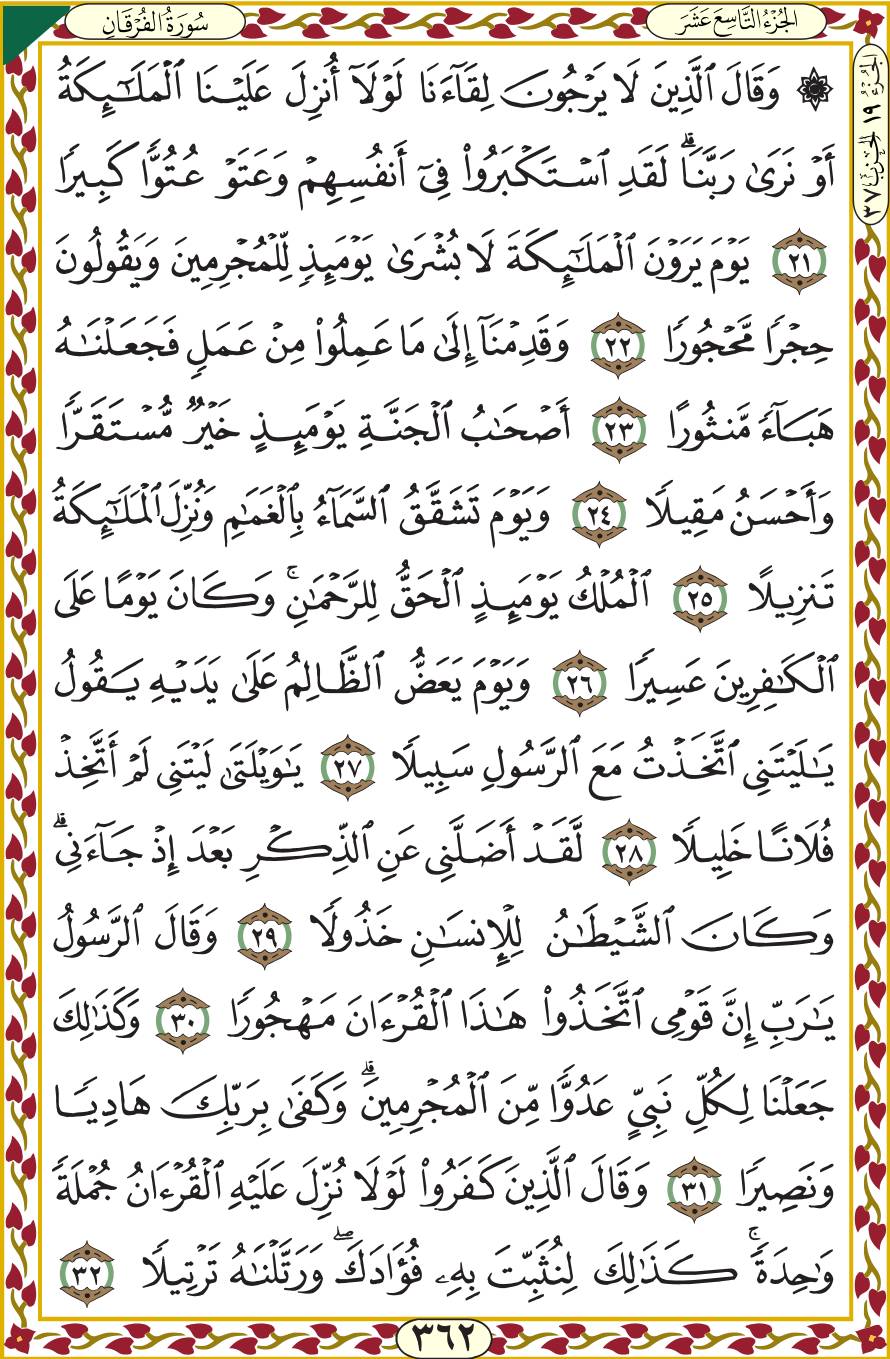 الجُزْءُ التَّاسِعَ عَشَرَ
سُورَةُ الفُرْقَانِ
الجزء ١٩ الحزب ٣٧
۞ وَقَالَ ٱلَّذِينَ لَا يَرْجُونَ لِقَآءَنَا لَوْلَآ أُنزِلَ عَلَيْنَا ٱلْمَلَـٰٓئِكَةُ
أَوْ نَرَىٰ رَبَّنَا ۗ لَقَدِ ٱسْتَكْبَرُوا۟ فِىٓ أَنفُسِهِمْ وَعَتَوْ عُتُوًّا كَبِيرًا
٢١ يَوْمَ يَرَوْنَ ٱلْمَلَـٰٓئِكَةَ لَا بُشْرَىٰ يَوْمَئِذٍ لِّلْمُجْرِمِينَ وَيَقُولُونَ
حِجْرًا مَّحْجُورًا ٢٢ وَقَدِمْنَآ إِلَىٰ مَا عَمِلُوا۟ مِنْ عَمَلٍ فَجَعَلْنَـٰهُ
هَبَآءً مَّنثُورًا ٢٣ أَصْحَـٰبُ ٱلْجَنَّةِ يَوْمَئِذٍ خَيْرٌ مُّسْتَقَرًّا
وَأَحْسَنُ مَقِيلًا ٢٤ وَيَوْمَ تَشَقَّقُ ٱلسَّمَآءُ بِٱلْغَمَـٰمِ وَنُزِّلَ ٱلْمَلَـٰٓئِكَةُ
تَنزِيلًا ٢٥ ٱلْمُلْكُ يَوْمَئِذٍ ٱلْحَقُّ لِلرَّحْمَـٰنِ ۚ وَكَانَ يَوْمًا عَلَى
ٱلْكَـٰفِرِينَ عَسِيرًا ٢٦ وَيَوْمَ يَعَضُّ ٱلظَّالِمُ عَلَىٰ يَدَيْهِ يَقُولُ
يَـٰلَيْتَنِى ٱتَّخَذْتُ مَعَ ٱلرَّسُولِ سَبِيلًا ٢٧ يَـٰوَيْلَتَىٰ لَيْتَنِى لَمْ أَتَّخِذْ
فُلَانًا خَلِيلًا ٢٨ لَّقَدْ أَضَلَّنِى عَنِ ٱلذِّكْرِ بَعْدَ إِذْ جَآءَنِى ۗ
وَكَانَ ٱلشَّيْطَـٰنُ لِلْإِنسَـٰنِ خَذُولًا ٢٩ وَقَالَ ٱلرَّسُولُ
يَـٰرَبِّ إِنَّ قَوْمِى ٱتَّخَذُوا۟ هَـٰذَا ٱلْقُرْءَانَ مَهْجُورًا ٣٠ وَكَذَٰلِكَ
جَعَلْنَا لِكُلِّ نَبِىٍّ عَدُوًّا مِّنَ ٱلْمُجْرِمِينَ ۗ وَكَفَىٰ بِرَبِّكَ هَادِيًا
وَنَصِيرًا ٣١ وَقَالَ ٱلَّذِينَ كَفَرُوا۟ لَوْلَا نُزِّلَ عَلَيْهِ ٱلْقُرْءَانُ جُمْلَةً
وَٰحِدَةً ۚ كَذَٰلِكَ لِنُثَبِّتَ بِهِۦ فُؤَادَكَ ۖ وَرَتَّلْنَـٰهُ تَرْتِيلًا ٣٢
٣٦٢